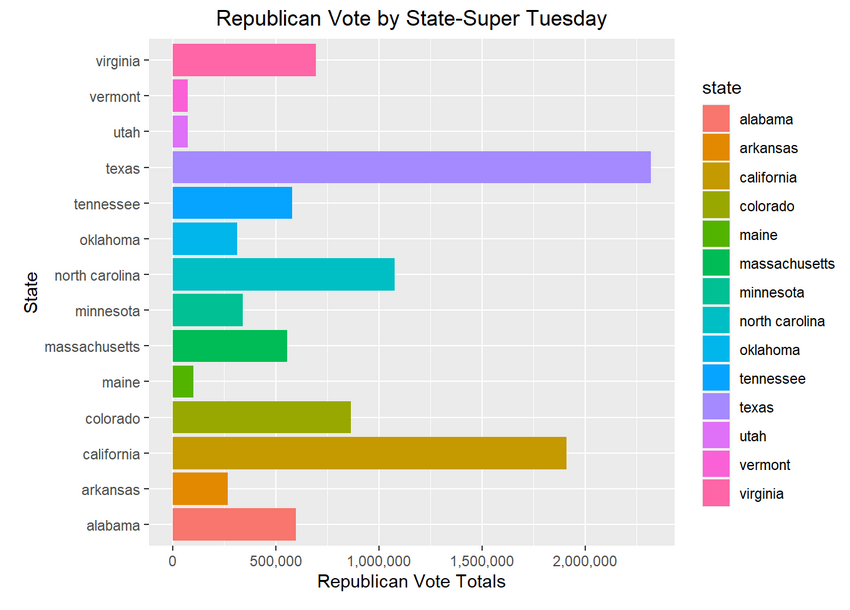 Republican Vote by State-Super Tuesday
State
virginia
vermont
utah
texas
tennessee
oklahoma
north carolina
minnesota
massachusetts
maine
colorado
california
arkansas
alabama
0 500,000 1,000,000 1,500,000 2,000,000
Republican Vote Totals
state
alabama
arkansas
california
colorado
maine
massachusetts
minnesota
north carolina
oklahoma
tennessee
texas
utah
vermont
virginia